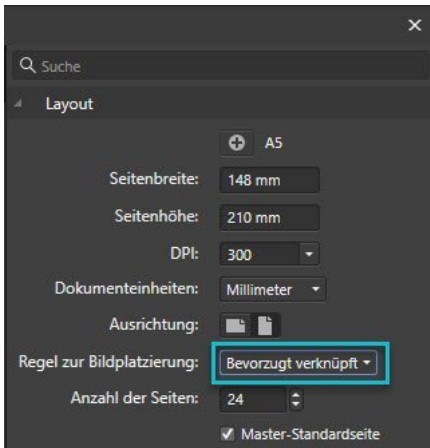 Suche
Layout
A5
Seitenbreite: 148 mm
Seitenhöhe: 210 mm
DPI: 300
Dokumenteinheiten: Millimeter
Ausrichtung:
Regel zur Bildplatzierung: Bevorzugt verknüpft
Anzahl der Seiten: 24
Master-Standardseite